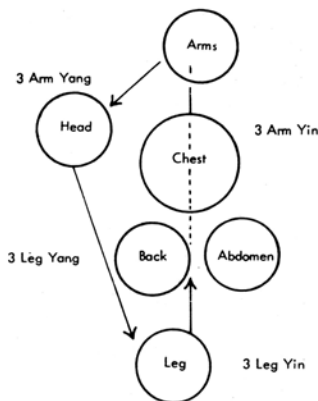 Arms
3 Arm Yang
Head
3 Arm Yin
Chest
3 Leg Yang
Back
Abdomen
Leg
3 Leg Yin